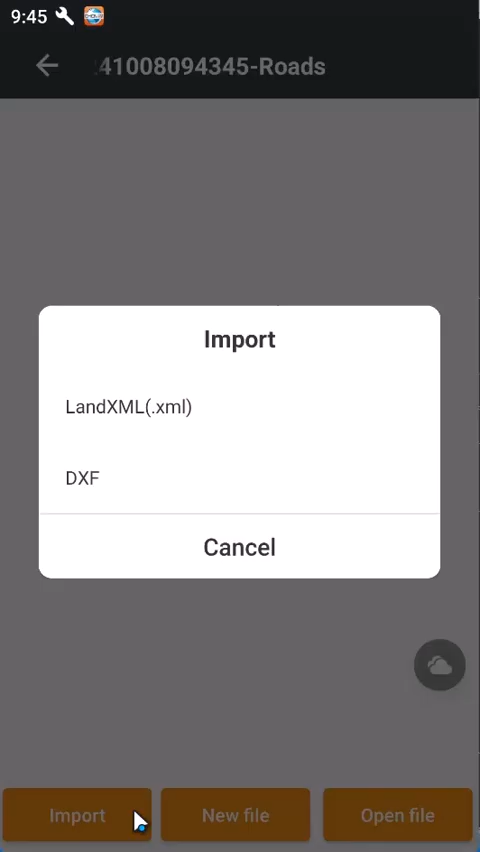 9:45
41008094345-Roads
Import
LandXML(.xml)
DXF
Cancel
Import
New file
Open file